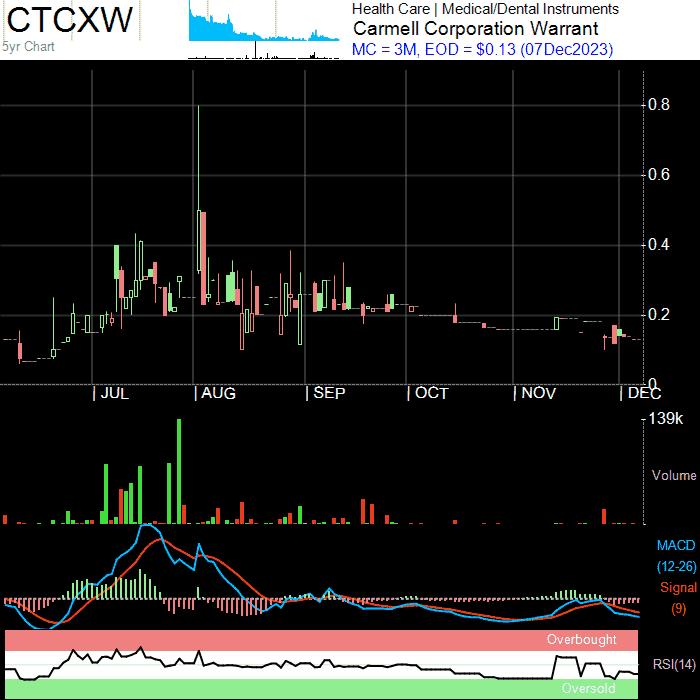 CTCXW
5yr Chart
Health Care | Medical/Dental Instruments
Carmell Corporation Warrant
MC = 3M, EOD = $0.13 (07Dec2023)
0.8
0.6
0.4
0.2
0
JUL
AUG
SEP
OCT
NOV
DEC
139k
Volume
MACD
(12-26)
Signal
(9)
Overbought
RSI(14)
Oversold